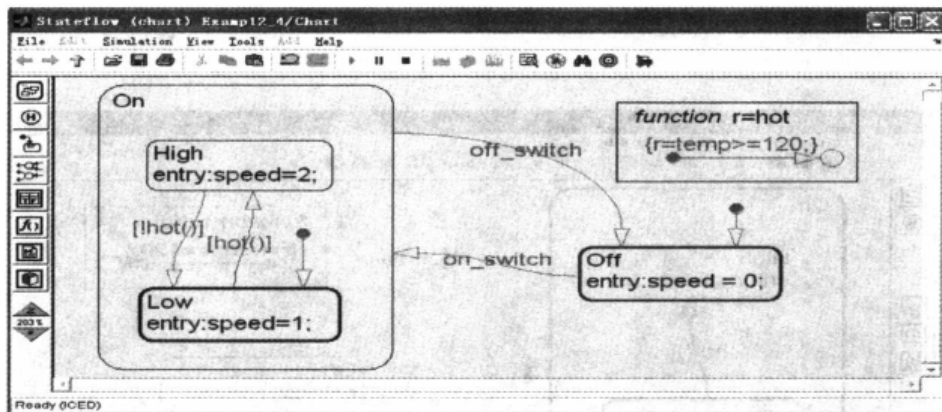 Stateflow (chart) Examp12_4/Chart
File Edit Simulation View Tools Add Help
On
High
entry:speed=2;
[!hot()]
[hot()]
Low
entry:speed=1;
off_switch
on_switch
function r=hot
{r=temp>=120;}
Off
entry:speed = 0;
203%
Ready (ICED)